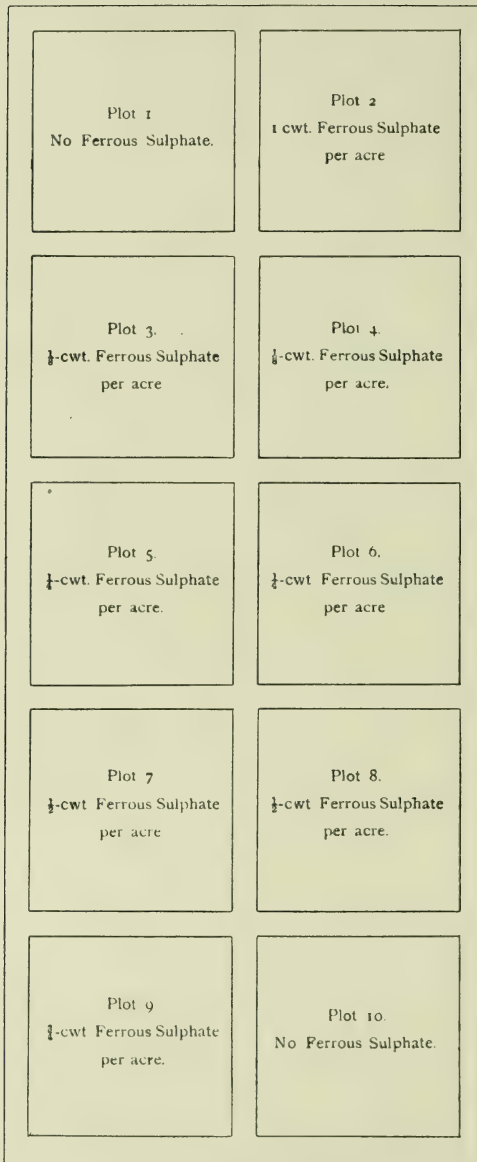 Plot 1
No Ferrous Sulphate.
Plot 2
1 cwt. Ferrous Sulphate
per acre
Plot 3.
⅛-cwt. Ferrous Sulphate
per acre
Plot 4.
⅛-cwt. Ferrous Sulphate
per acre.
Plot 5.
¼-cwt. Ferrous Sulphate
per acre.
Plot 6.
¼-cwt Ferrous Sulphate
per acre
Plot 7
½-cwt Ferrous Sulphate
per acre
Plot 8.
½-cwt Ferrous Sulphate
per acre.
Plot 9
¾-cwt Ferrous Sulphate
per acre.
Plot 10.
No Ferrous Sulphate.